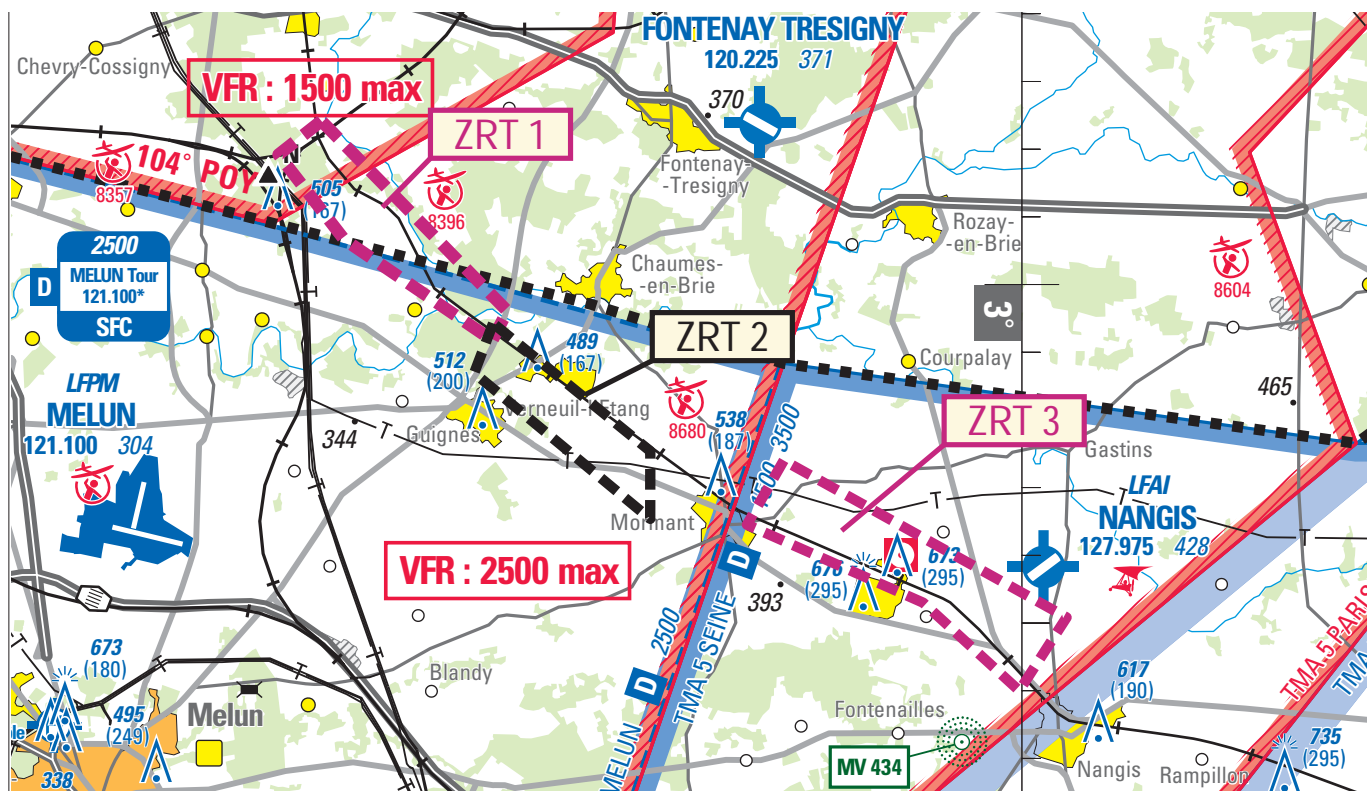 FONTENAY TRESIGNY
120.225 371
Chevry-Cossigny
VFR : 1500 max
370
ZRT 1
N
104° POY
8357
505
(167)
8396
Fontenay-
-Tresigny
Rozay-
-en-Brie
2500
D
MELUN Tour
121.100*
SFC
Chaumes-
-en-Brie
8604
3°
ZRT 2
489
(167)
512
(200)
Courpalay
465
LFPM
MELUN
121.100 304
Verneuil-l'Etang
8680
Guignes
344
T
538
(187)
1500 3500
ZRT 3
Gastins
T
T
T
LFAI
NANGIS
127.975 428
Mormant
VFR : 2500 max
D
678
(295)
673
(295)
393
D
MELUN
2500
TMA 5 SEINE
673
(180)
Blandy
495
(249)
Melun
338
Fontenailles
MV 434
617
(190)
TMA 5 PARIS
TMA
735
(295)
Nangis
Rampillon